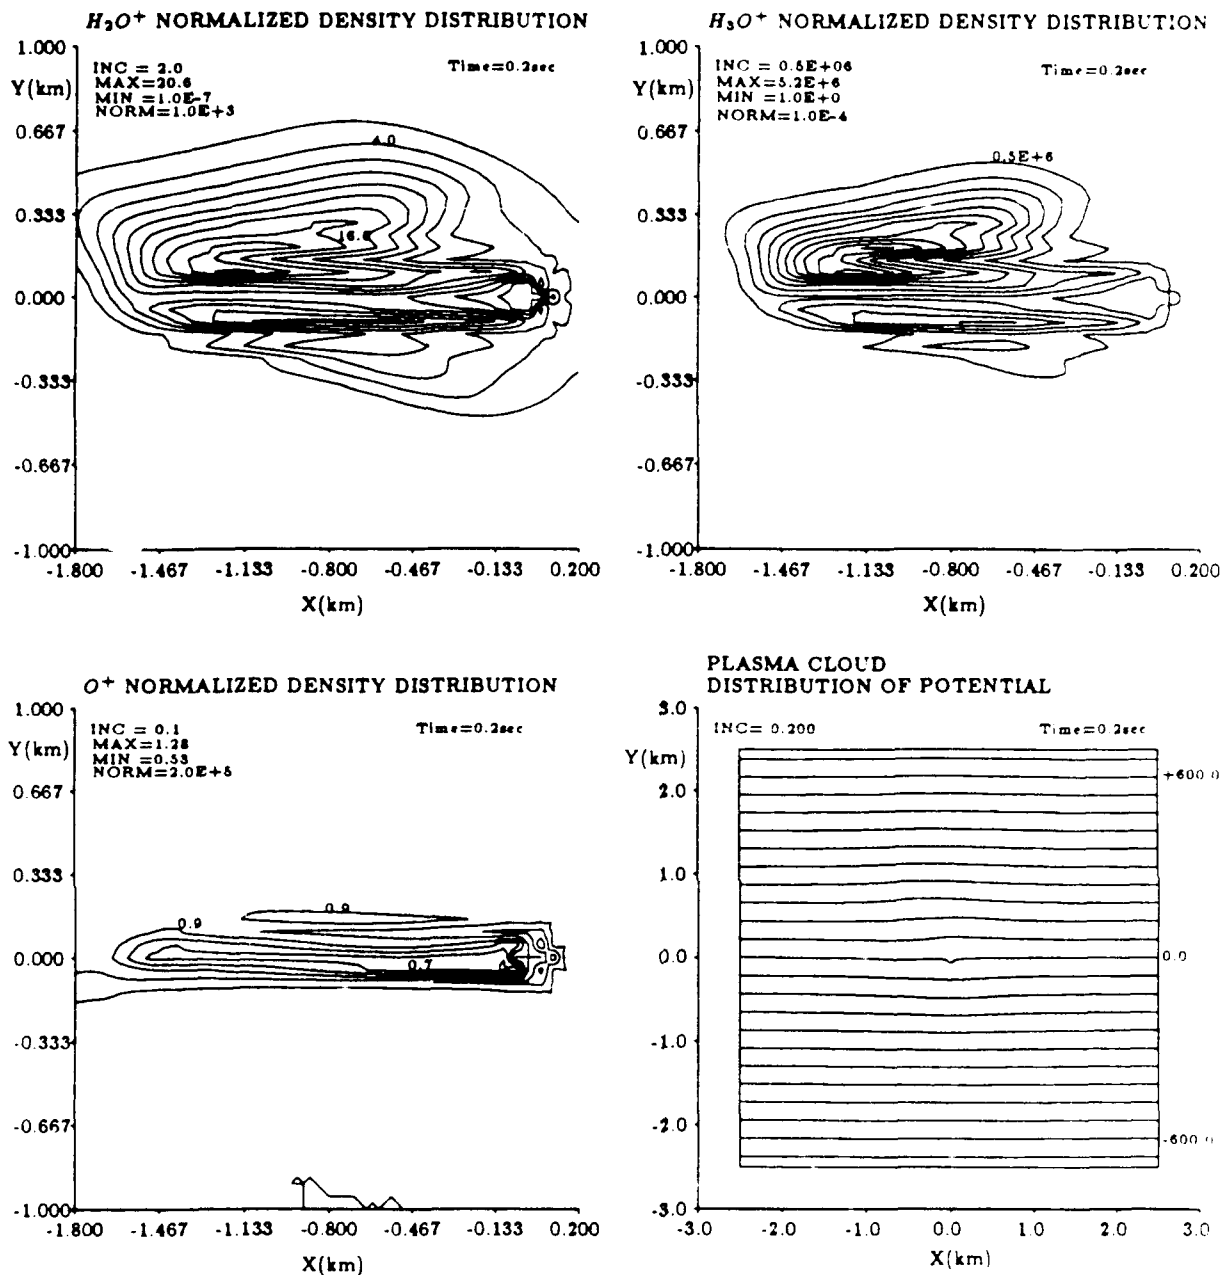 H₂O⁺ NORMALIZED DENSITY DISTRIBUTION
1.000
Y(km)
0.667
0.333
0.000
-0.333
-0.667
-1.000
INC = 2.0
MAX=20.6
MIN =1.0E-7
NORM=1.0E+3
Time=0.2sec
4.0
16.0
-1.800 -1.467 -1.133 -0.800 -0.467 -0.133 0.200
X(km)
H₃O⁺ NORMALIZED DENSITY DISTRIBUTION
1.000
Y(km)
0.667
0.333
0.000
-0.333
-0.667
-1.000
INC = 0.5E+06
MAX=5.2E+6
MIN =1.0E+0
NORM=1.0E-4
Time=0.2sec
0.5E+6
-1.800 -1.467 -1.133 -0.800 -0.467 -0.133 0.200
X(km)
O⁺ NORMALIZED DENSITY DISTRIBUTION
1.000
Y(km)
0.667
0.333
0.000
-0.333
-0.667
-1.000
INC = 0.1
MAX=1.28
MIN =0.53
NORM=2.0E+5
Time=0.2sec
0.9
0.9
0.7
-1.800 -1.467 -1.133 -0.800 -0.467 -0.133 0.200
X(km)
PLASMA CLOUD
DISTRIBUTION OF POTENTIAL
3.0
Y(km)
2.0
1.0
0.0
-1.0
-2.0
-3.0
INC= 0.200
Time=0.2sec
+600.0
0.0
-600.0
-3.0 -2.0 -1.0 0.0 1.0 2.0 3.0
X(km)